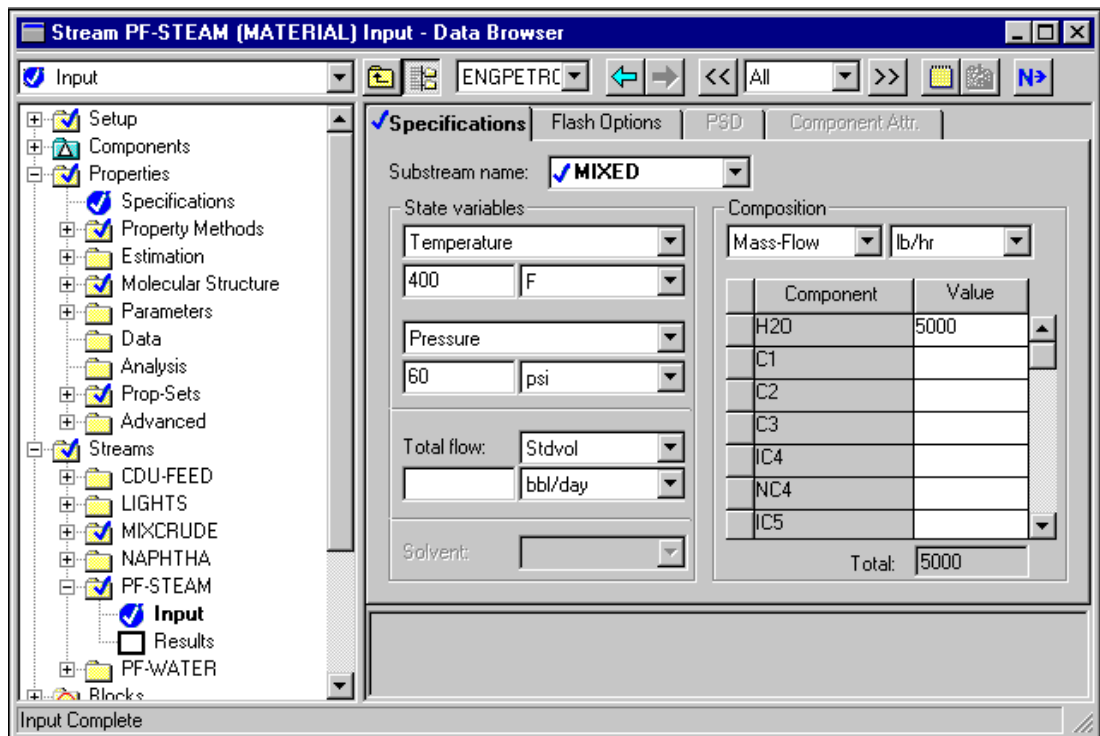 Stream PF-STEAM (MATERIAL) Input - Data Browser
Input
ENGPETRC
<<
All
>>
N
Setup
Components
Properties
Specifications
Property Methods
Estimation
Molecular Structure
Parameters
Data
Analysis
Prop-Sets
Advanced
Streams
CDU-FEED
LIGHTS
MIXCRUDE
NAPHTHA
PF-STEAM
Input
Results
PF-WATER
Blocks
Specifications
Flash Options
PSD
Component Attr.
Substream name: MIXED
State variables
Temperature
400 F
Pressure
60 psi
Total flow: Stdvol
bbl/day
Solvent:
Composition
Mass-Flow lb/hr
Component Value
H2O 5000
C1
C2
C3
IC4
NC4
IC5
Total: 5000
Input Complete